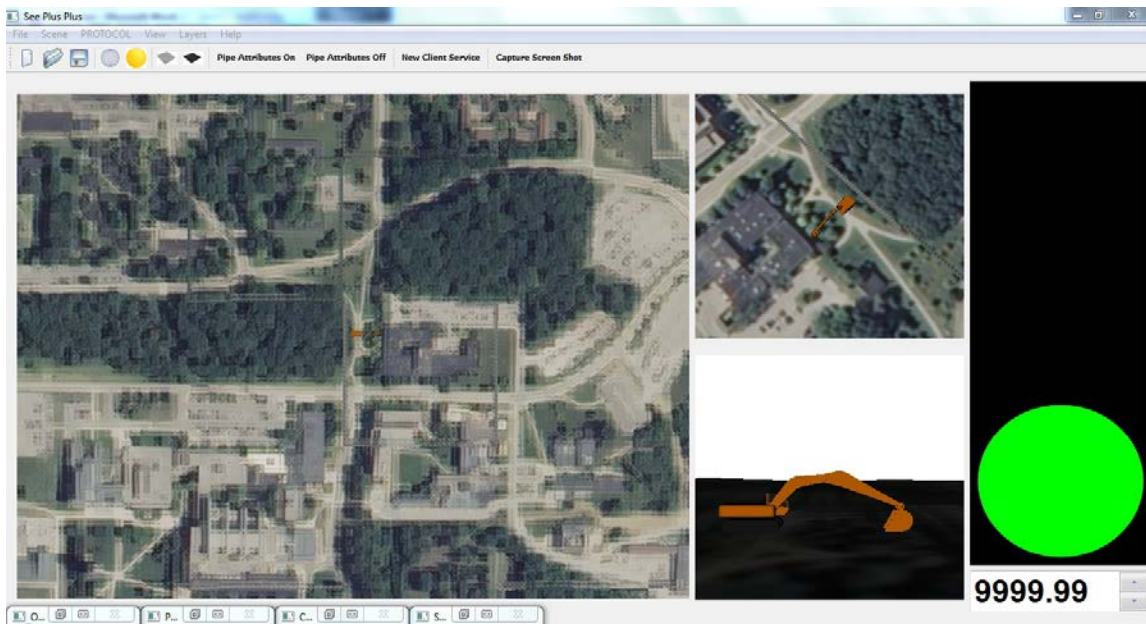 See Plus Plus
File Scene PROTOCOL View Layers Help
Pipe Attributes On Pipe Attributes Off New Client Service Capture Screen Shot
9999.99
O... P... C... S...